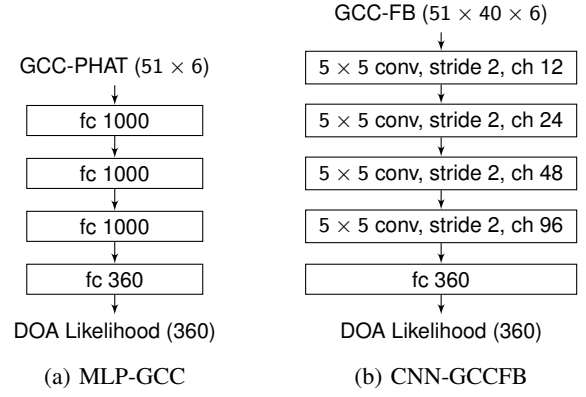 GCC-PHAT (51 × 6)
fc 1000
fc 1000
fc 1000
fc 360
DOA Likelihood (360)
(a) MLP-GCC
GCC-FB (51 × 40 × 6)
5 × 5 conv, stride 2, ch 12
5 × 5 conv, stride 2, ch 24
5 × 5 conv, stride 2, ch 48
5 × 5 conv, stride 2, ch 96
fc 360
DOA Likelihood (360)
(b) CNN-GCCFB